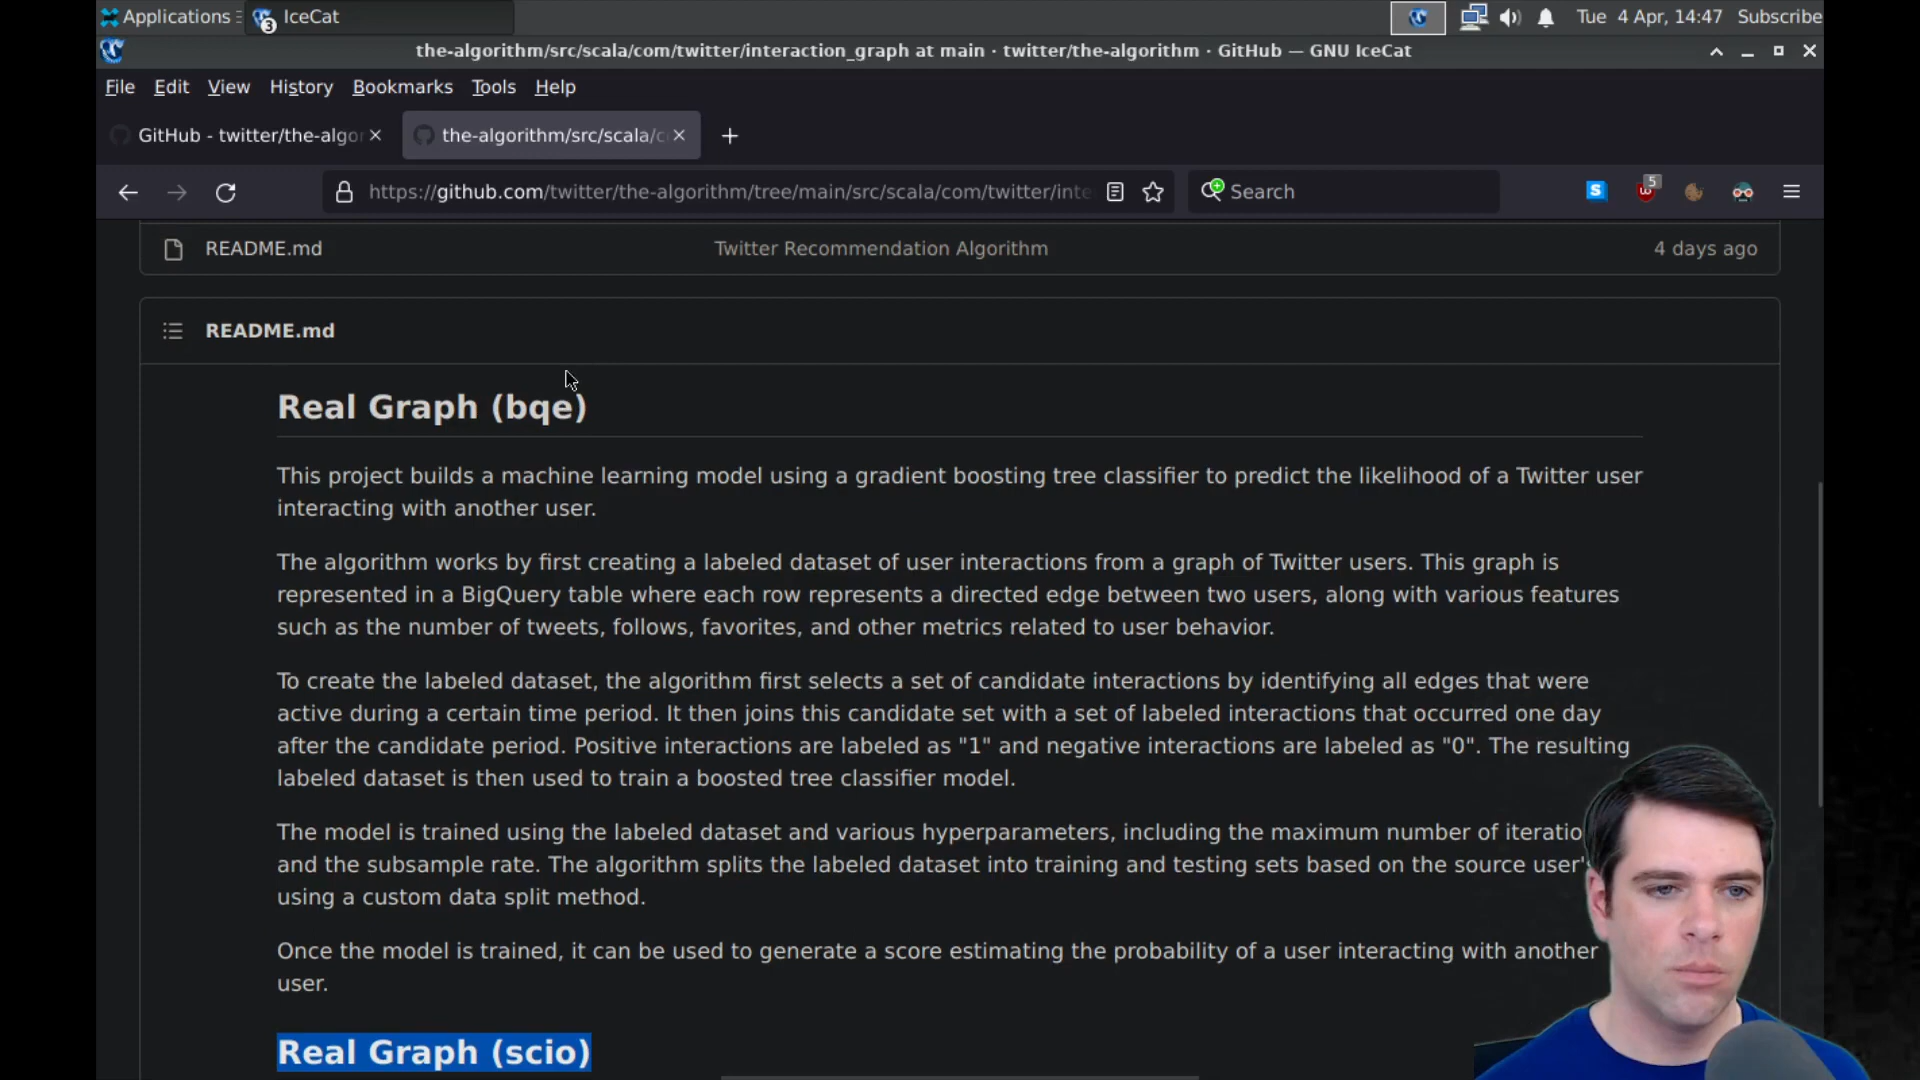 Applications
3
IceCat
Tue 4 Apr, 14:47
Subscribe
the-algorithm/src/scala/com/twitter/interaction_graph at main · twitter/the-algorithm · GitHub — GNU IceCat
File Edit View History Bookmarks Tools Help
GitHub - twitter/the-algor
the-algorithm/src/scala/c
https://github.com/twitter/the-algorithm/tree/main/src/scala/com/twitter/inte
Search
S
5
README.md
Twitter Recommendation Algorithm
4 days ago
README.md
Real Graph (bqe)
This project builds a machine learning model using a gradient boosting tree classifier to predict the likelihood of a Twitter user
interacting with another user.
The algorithm works by first creating a labeled dataset of user interactions from a graph of Twitter users. This graph is
represented in a BigQuery table where each row represents a directed edge between two users, along with various features
such as the number of tweets, follows, favorites, and other metrics related to user behavior.
To create the labeled dataset, the algorithm first selects a set of candidate interactions by identifying all edges that were
active during a certain time period. It then joins this candidate set with a set of labeled interactions that occurred one day
after the candidate period. Positive interactions are labeled as "1" and negative interactions are labeled as "0". The resulting
labeled dataset is then used to train a boosted tree classifier model.
The model is trained using the labeled dataset and various hyperparameters, including the maximum number of iteratio
and the subsample rate. The algorithm splits the labeled dataset into training and testing sets based on the source user'
using a custom data split method.
Once the model is trained, it can be used to generate a score estimating the probability of a user interacting with another
user.
Real Graph (scio)